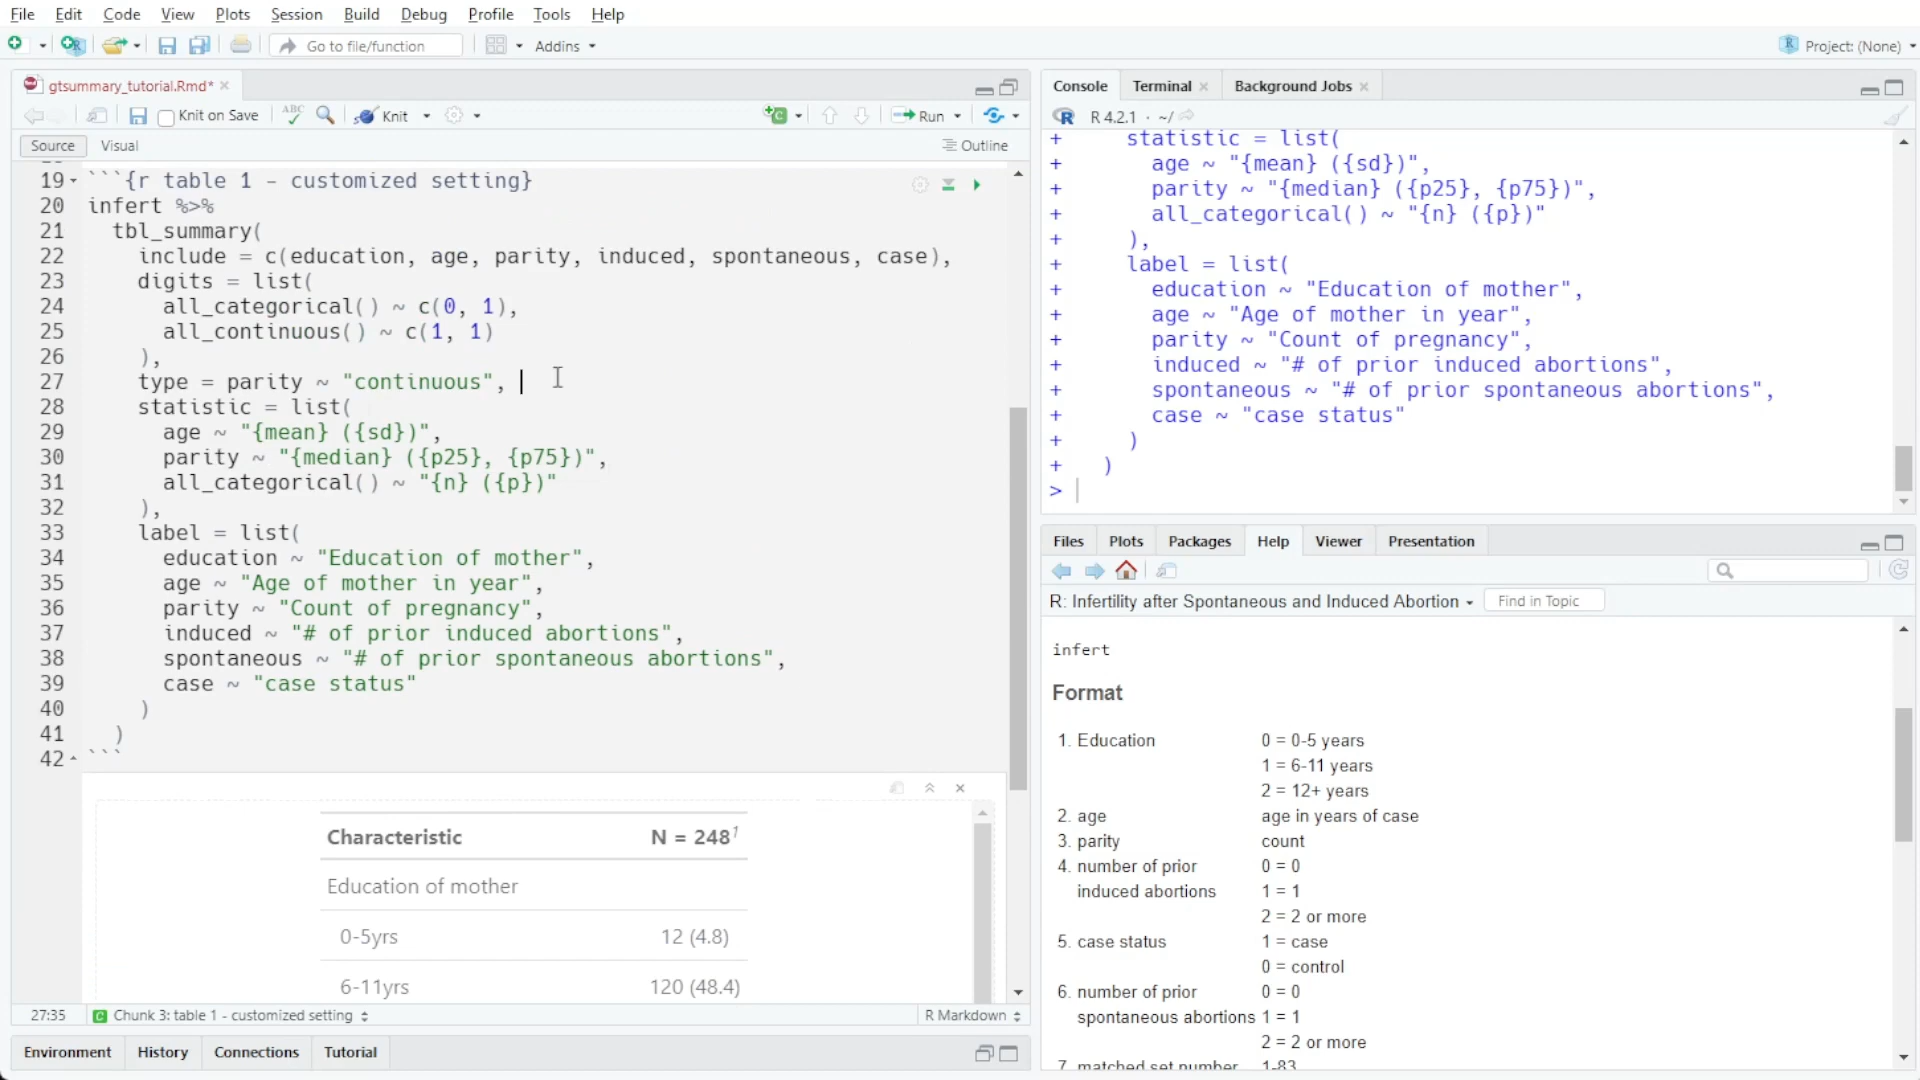 File Edit Code View Plots Session Build Debug Profile Tools Help
Go to file/function Addins Project: (None)
gtsummary_tutorial.Rmd*
Knit on Save ABC Knit Run
Source Visual Outline
19 ```{r table 1 - customized setting}
20 infert %>%
21 tbl_summary(
22 include = c(education, age, parity, induced, spontaneous, case),
23 digits = list(
24 all_categorical() ~ c(0, 1),
25 all_continuous() ~ c(1, 1)
26 ),
27 type = parity ~ "continuous",
28 statistic = list(
29 age ~ "{mean} ({sd})",
30 parity ~ "{median} ({p25}, {p75})",
31 all_categorical() ~ "{n} ({p})"
32 ),
33 label = list(
34 education ~ "Education of mother",
35 age ~ "Age of mother in year",
36 parity ~ "Count of pregnancy",
37 induced ~ "# of prior induced abortions",
38 spontaneous ~ "# of prior spontaneous abortions",
39 case ~ "case status"
40 )
41 )
42 ```
Characteristic N = 248¹
Education of mother
0-5yrs 12 (4.8)
6-11yrs 120 (48.4)
27:35 C Chunk 3: table 1 - customized setting R Markdown
Environment History Connections Tutorial
Console Terminal Background Jobs
R R 4.2.1 · ~/
+ statistic = list(
+ age ~ "{mean} ({sd})",
+ parity ~ "{median} ({p25}, {p75})",
+ all_categorical() ~ "{n} ({p})"
+ ),
+ label = list(
+ education ~ "Education of mother",
+ age ~ "Age of mother in year",
+ parity ~ "Count of pregnancy",
+ induced ~ "# of prior induced abortions",
+ spontaneous ~ "# of prior spontaneous abortions",
+ case ~ "case status"
+ )
+ )
>
Files Plots Packages Help Viewer Presentation
R: Infertility after Spontaneous and Induced Abortion Find in Topic
infert
Format
1. Education 0 = 0-5 years
1 = 6-11 years
2 = 12+ years
2. age age in years of case
3. parity count
4. number of prior 0 = 0
induced abortions 1 = 1
2 = 2 or more
5. case status 1 = case
0 = control
6. number of prior 0 = 0
spontaneous abortions 1 = 1
2 = 2 or more
7. matched set number 1-83